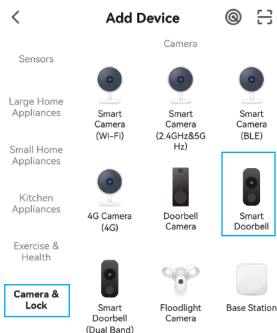 Add Device
Camera
Sensors
Large Home
Appliances
Small Home
Appliances
Kitchen
Appliances
Exercise &
Health
Camera &
Lock
Smart
Camera
(Wi-Fi)
Smart
Camera
(2.4GHz&5G
Hz)
Smart
Camera
(BLE)
4G Camera
(4G)
Doorbell
Camera
Smart
Doorbell
Smart
Doorbell
(Dual Band)
Floodlight
Camera
Base Station